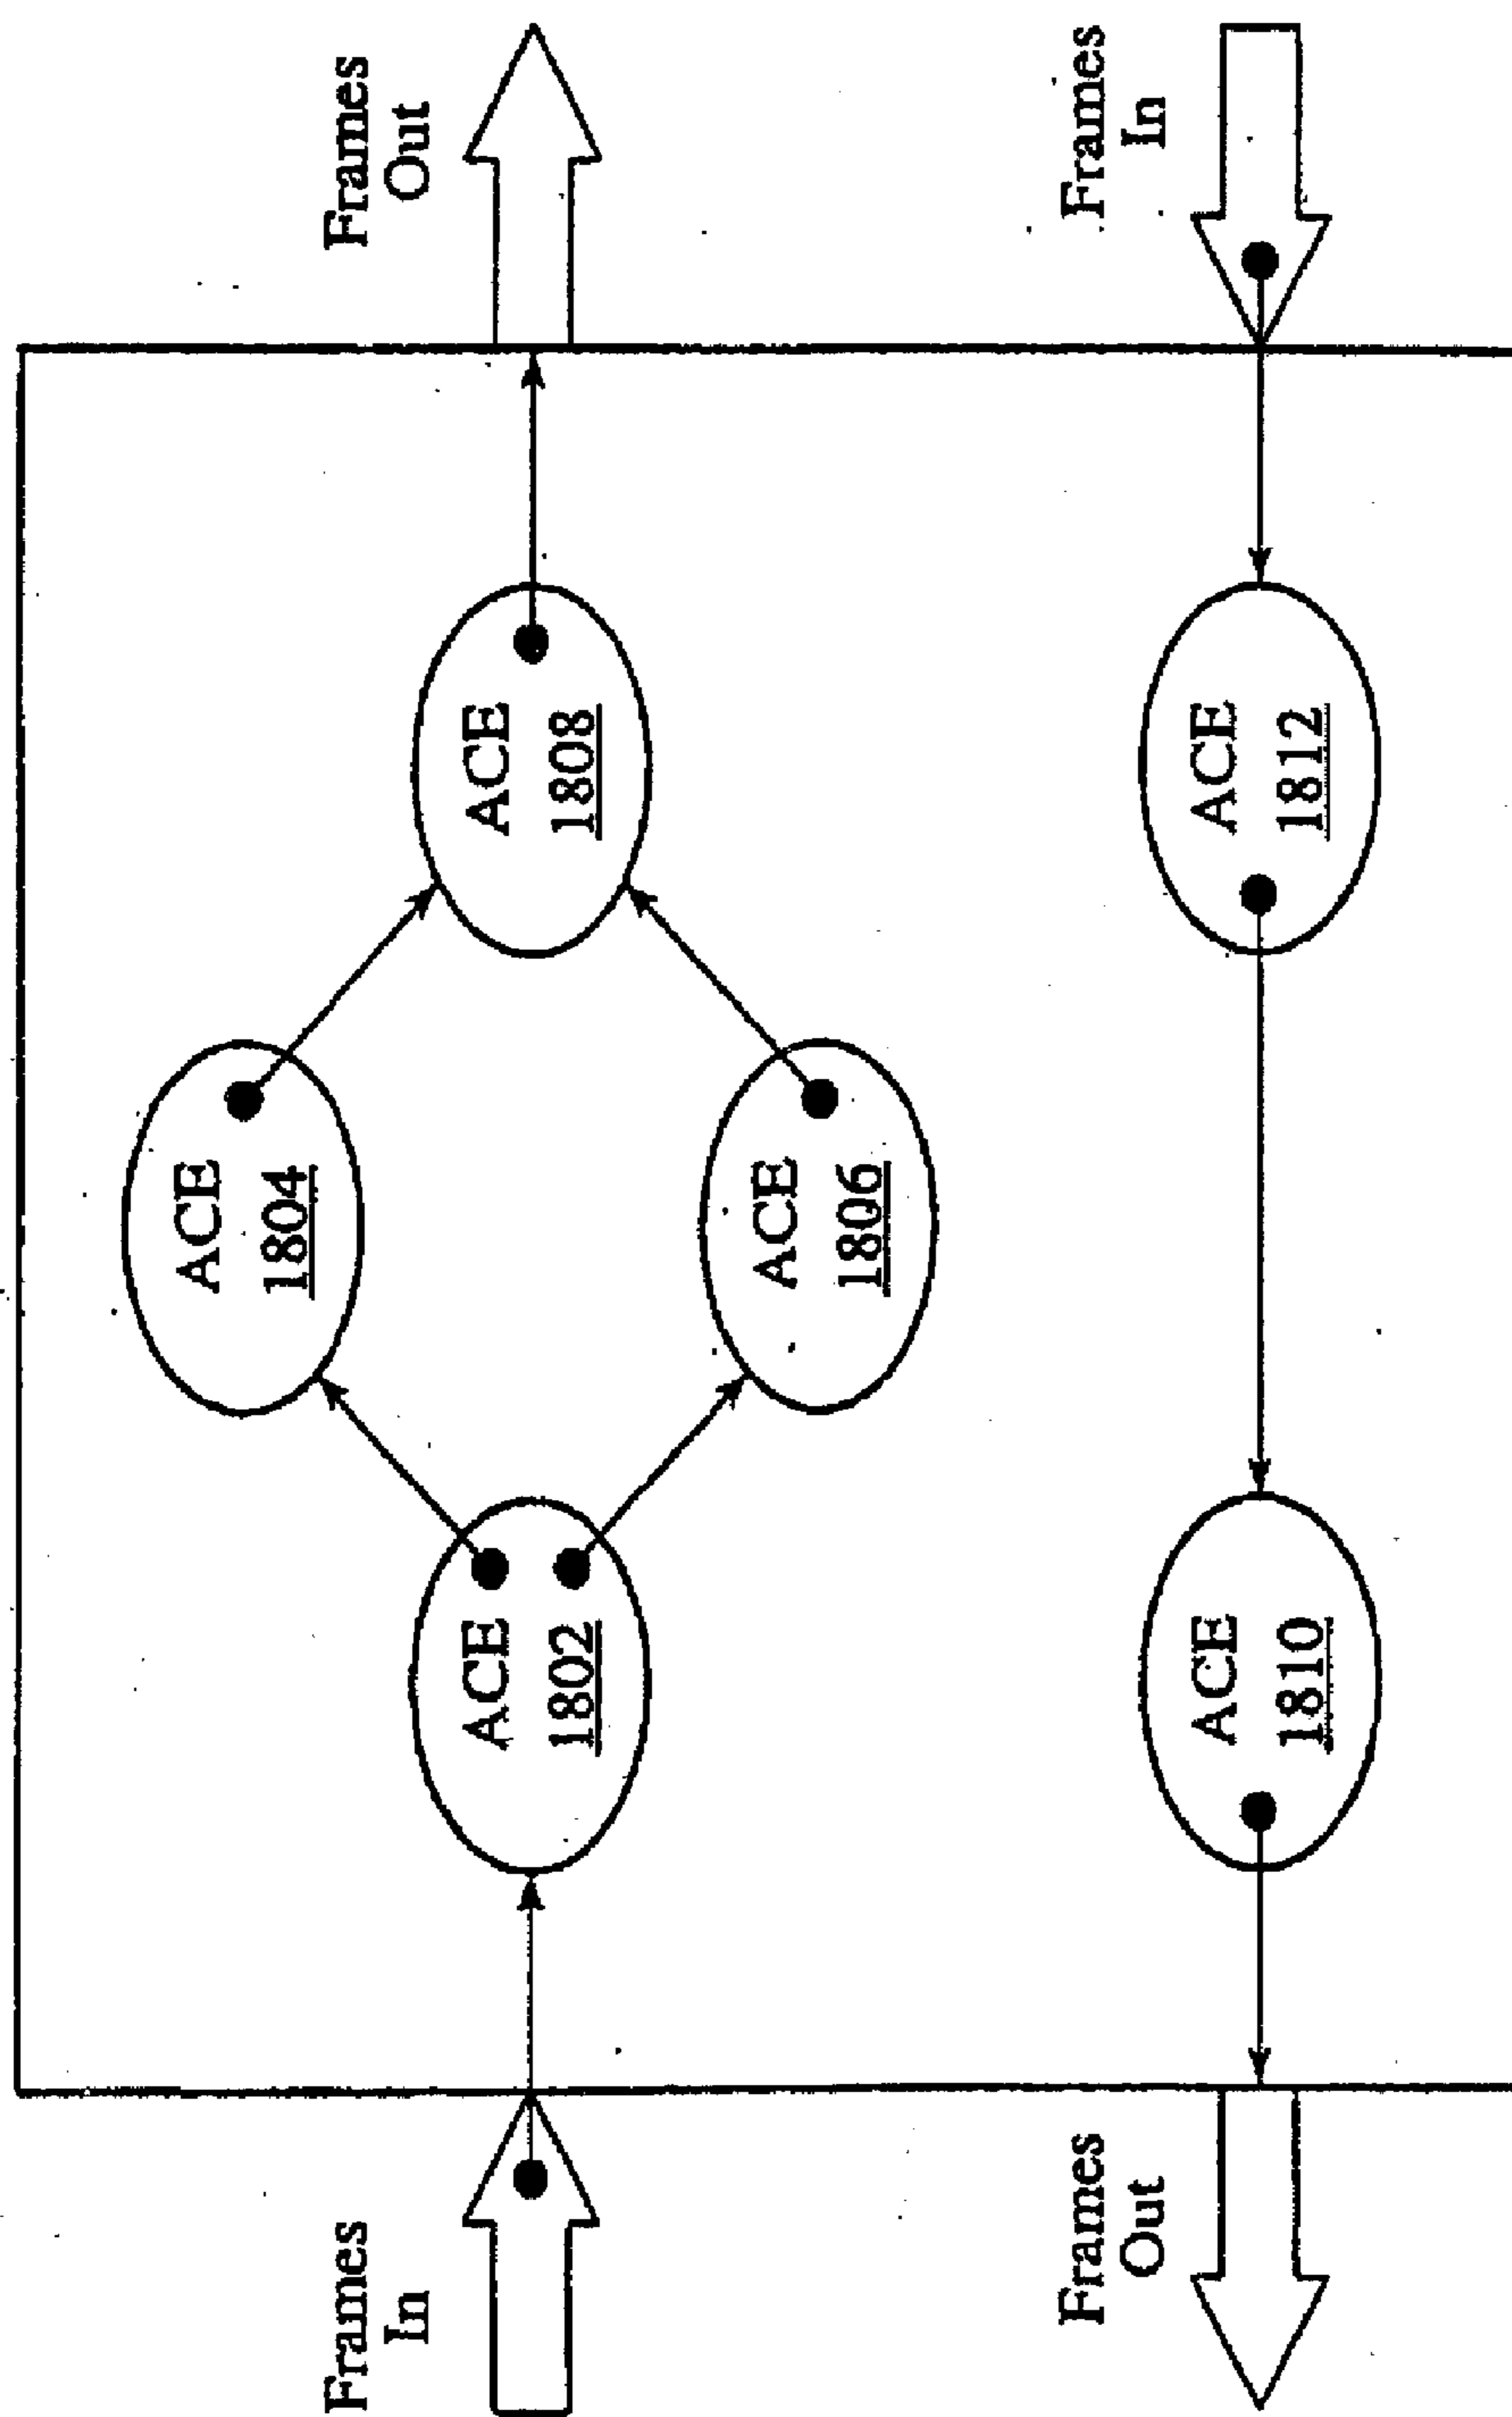 Frames
In
Frames
Out
ACE
1804
ACE
1802
ACE
1808
ACE
1806
Frames
Out
Frames
In
ACE
1810
ACE
1812